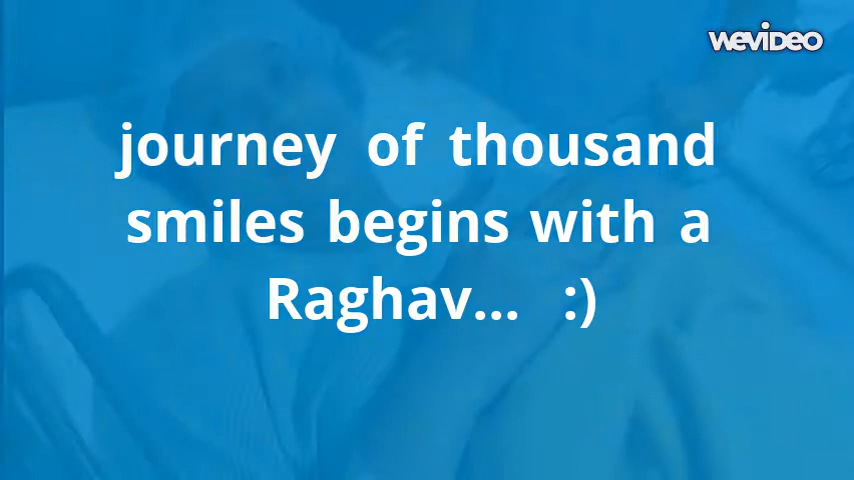 WEVIDEO
journey of thousand
smiles begins with a
Raghav... :)